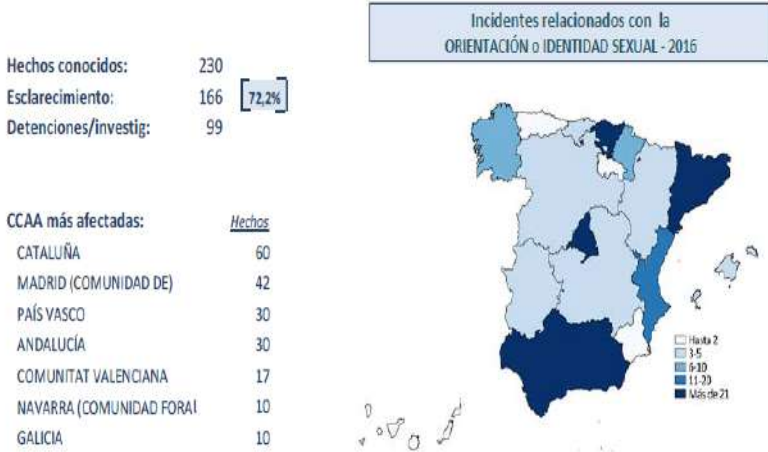 Incidentes relacionados con la
ORIENTACIÓN o IDENTIDAD SEXUAL - 2016
Hechos conocidos: 230
Esclarecimiento: 166 72,2%
Detenciones/investig: 99
CCAA más afectadas: Hechos
CATALUÑA 60
MADRID (COMUNIDAD DE) 42
PAÍS VASCO 30
ANDALUCÍA 30
COMUNITAT VALENCIANA 17
NAVARRA (COMUNIDAD FORAL 10
GALICIA 10
Hasta 2
3-5
6-10
11-20
Más de 21